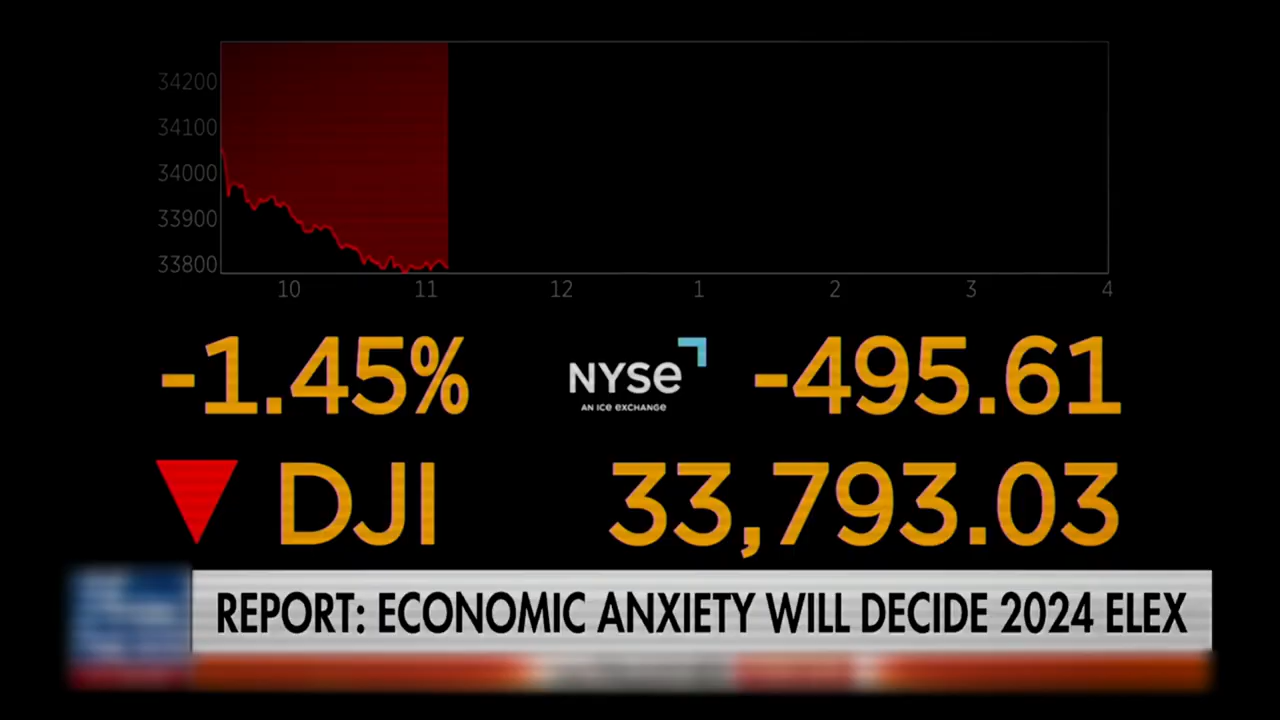 34200
34100
34000
33900
33800
10 11 12 1 2 3 4
-1.45% NYSE -495.61
AN ICE EXCHANGE
DJI 33,793.03
REPORT: ECONOMIC ANXIETY WILL DECIDE 2024 ELEX